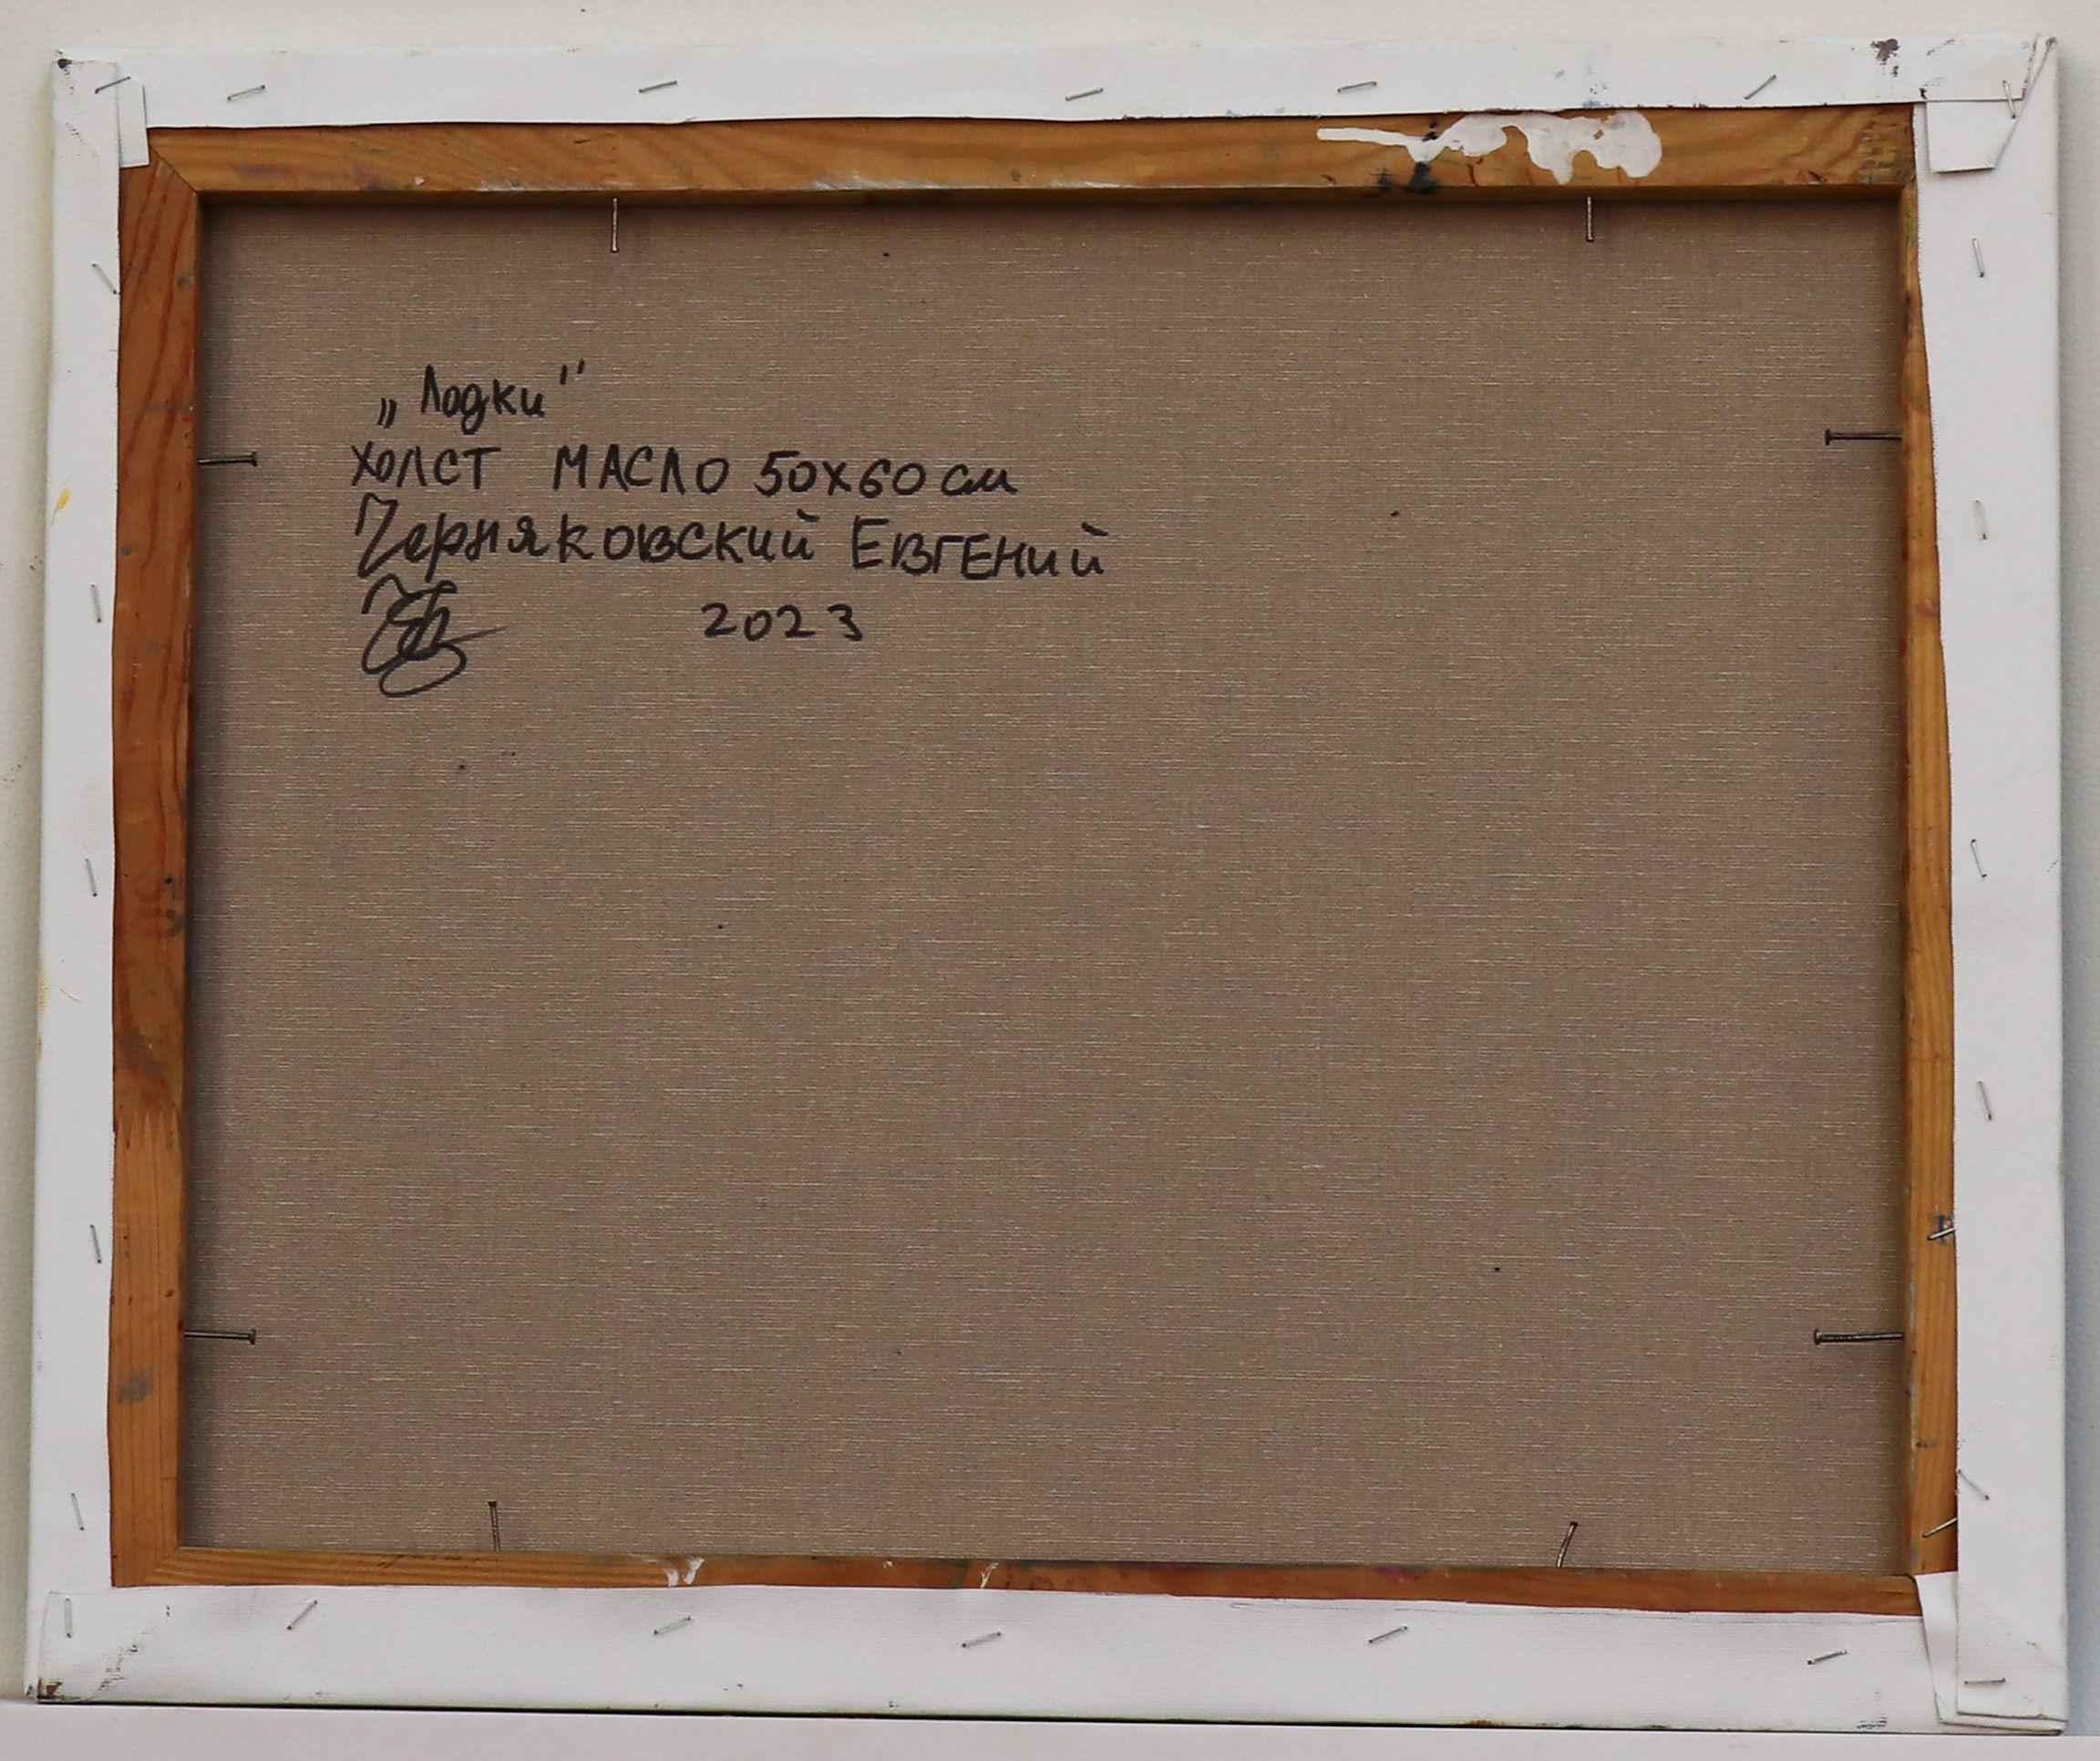 „Лодки"
ХОЛСТ МАСЛО 50х60 см
Черняковский ЕВГЕНИЙ
2023